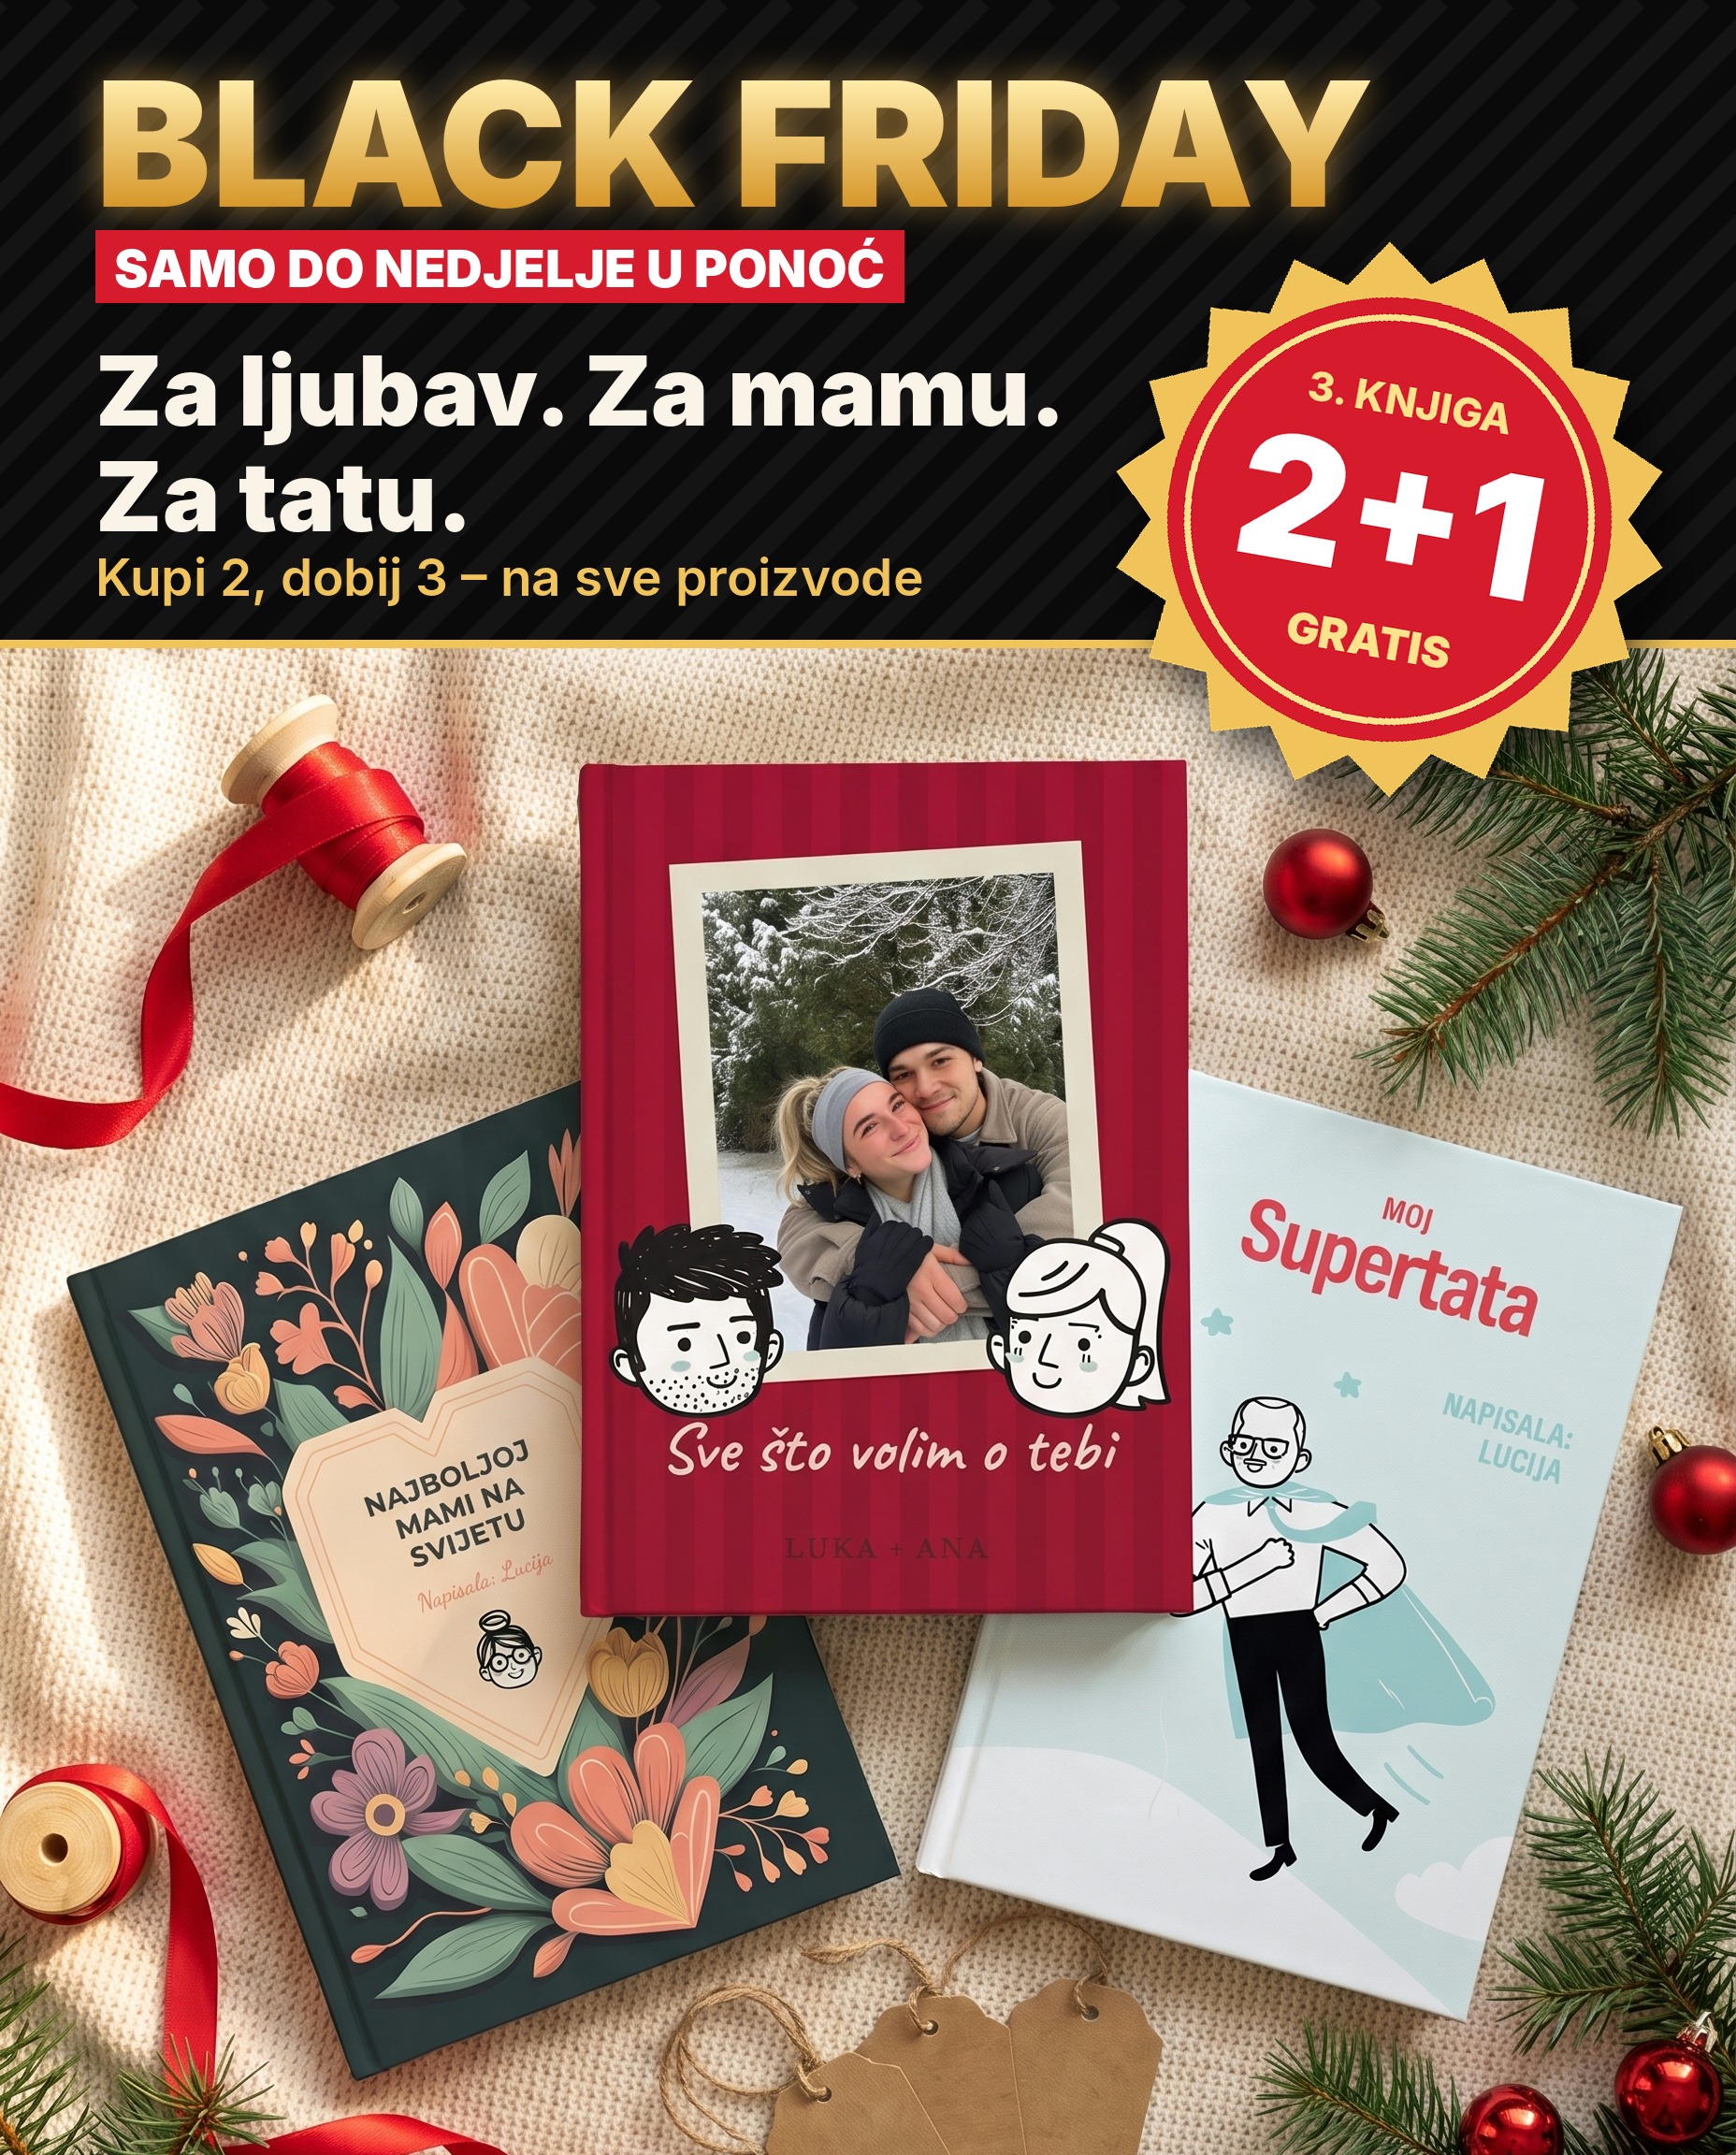 BLACK FRIDAY
SAMO DO NEDJELJE U PONOĆ
Za ljubav. Za mamu.
Za tatu.
Kupi 2, dobij 3 – na sve proizvode
3. KNJIGA
2+1
GRATIS
Sve što volim o tebi
LUKA + ANA
NAJBOLJOJ
MAMI NA
SVIJETU
Napisala: Lucija
MOJ
Supertata
NAPISALA:
LUCIJA